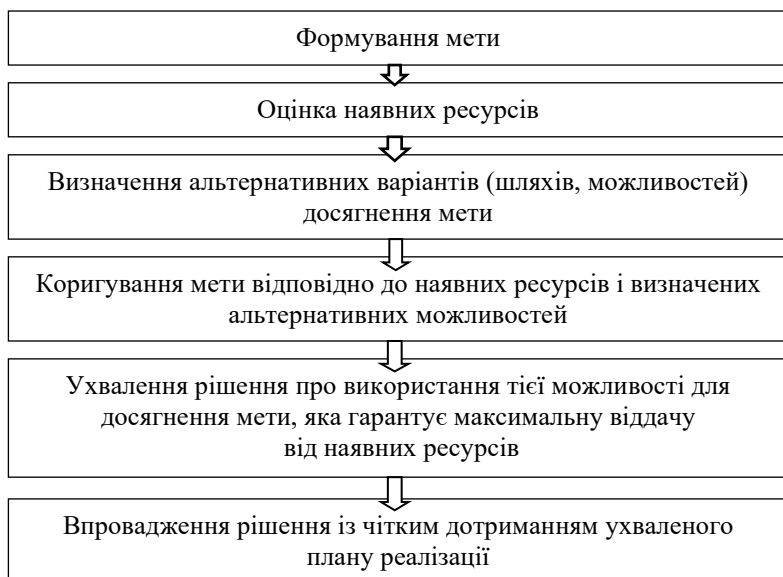 Формування мети
Оцінка наявних ресурсів
Визначення альтернативних варіантів (шляхів, можливостей)
досягнення мети
Коригування мети відповідно до наявних ресурсів і визначених
альтернативних можливостей
Ухвалення рішення про використання тієї можливості для
досягнення мети, яка гарантує максимальну віддачу
від наявних ресурсів
Впровадження рішення із чітким дотриманням ухваленого
плану реалізації